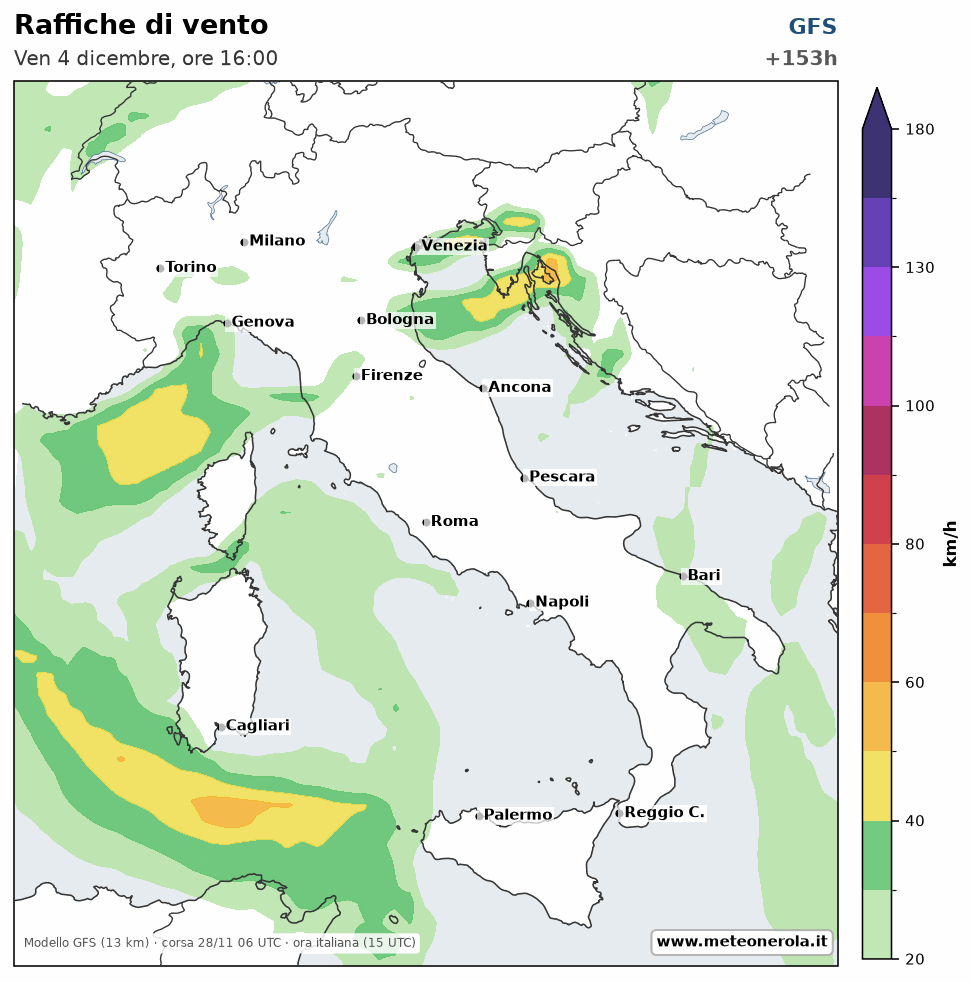 Raffiche di vento
GFS
Ven 4 dicembre, ore 16:00
+153h
180
Milano
Venezia
Torino
130
Genova
Bologna
Firenze
Ancona
100
Pescara
Roma
80
km/h
Bari
Napoli
60
Cagliari
Palermo
Reggio C.
40
Modello GFS (13 km) · corsa 28/11 06 UTC · ora italiana (15 UTC)
www.meteonerola.it
20